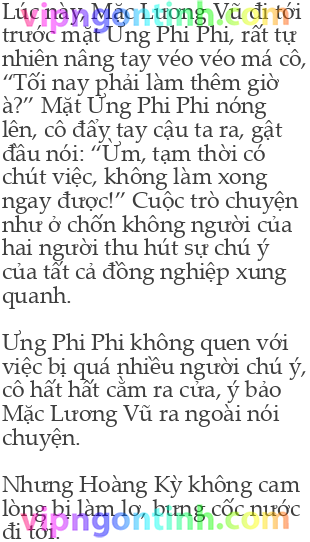 Lúc này, Mặc Lương Vũ đi tới
trước mặt Ưng Phi Phi, rất tự
nhiên nâng tay véo véo má cô,
“Tối nay phải làm thêm giờ
à?” Mặt Ưng Phi Phi nóng
lên, cô đẩy tay cậu ta ra, gật
đầu nói: “Ừm, tạm thời có
chút việc, không làm xong
ngay được!” Cuộc trò chuyện
như ở chốn không người của
hai người thu hút sự chú ý
của tất cả đồng nghiệp xung
quanh.
Ưng Phi Phi không quen với
việc bị quá nhiều người chú ý,
cô hất hất cằm ra cửa, ý bảo
Mặc Lương Vũ ra ngoài nói
chuyện.
Nhưng Hoàng Kỳ không cam
lòng bị làm lơ, bưng cốc nước
đi tới.
vipngontinh.com
vipngontinh.com
vipngontinh.com